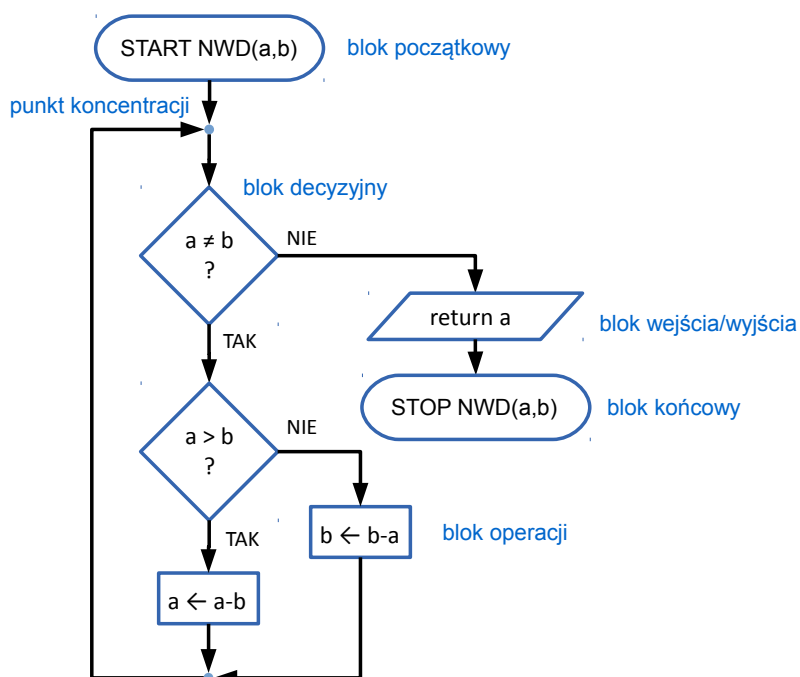 START NWD(a,b)
blok początkowy
punkt koncentracji
blok decyzyjny
a ≠ b
?
NIE
TAK
return a
blok wejścia/wyjścia
STOP NWD(a,b)
blok końcowy
a > b
?
NIE
TAK
b ← b-a
blok operacji
a ← a-b